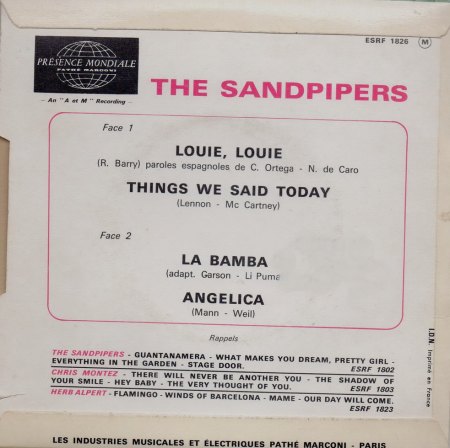 ESRF 1826 M
PRÉSENCE MONDIALE
PATHÉ MARCONI
- An "A et M" Recording -
THE SANDPIPERS
Face 1
LOUIE, LOUIE
(R. Barry) paroles espagnoles de C. Ortega - N. de Caro
THINGS WE SAID TODAY
(Lennon - Mc Cartney)
Face 2
LA BAMBA
(adapt. Garson - Li Puma
ANGELICA
(Mann - Weil)
Rappels
THE SANDPIPERS - GUANTANAMERA - WHAT MAKES YOU DREAM, PRETTY GIRL -
EVERYTHING IN THE GARDEN - STAGE DOOR. ESRF 1802
CHRIS MONTEZ - THERE WILL NEVER BE ANOTHER YOU - THE SHADOW OF
YOUR SMILE - HEY BABY - THE VERY THOUGHT OF YOU. ESRF 1803
HERB ALPERT - FLAMINGO - WINDS OF BARCELONA - MAME - OUR DAY WILL COME.
ESRF 1823
I.D.N. Imprimé en France
LES INDUSTRIES MUSICALES ET ÉLECTRIQUES PATHÉ MARCONI - PARIS